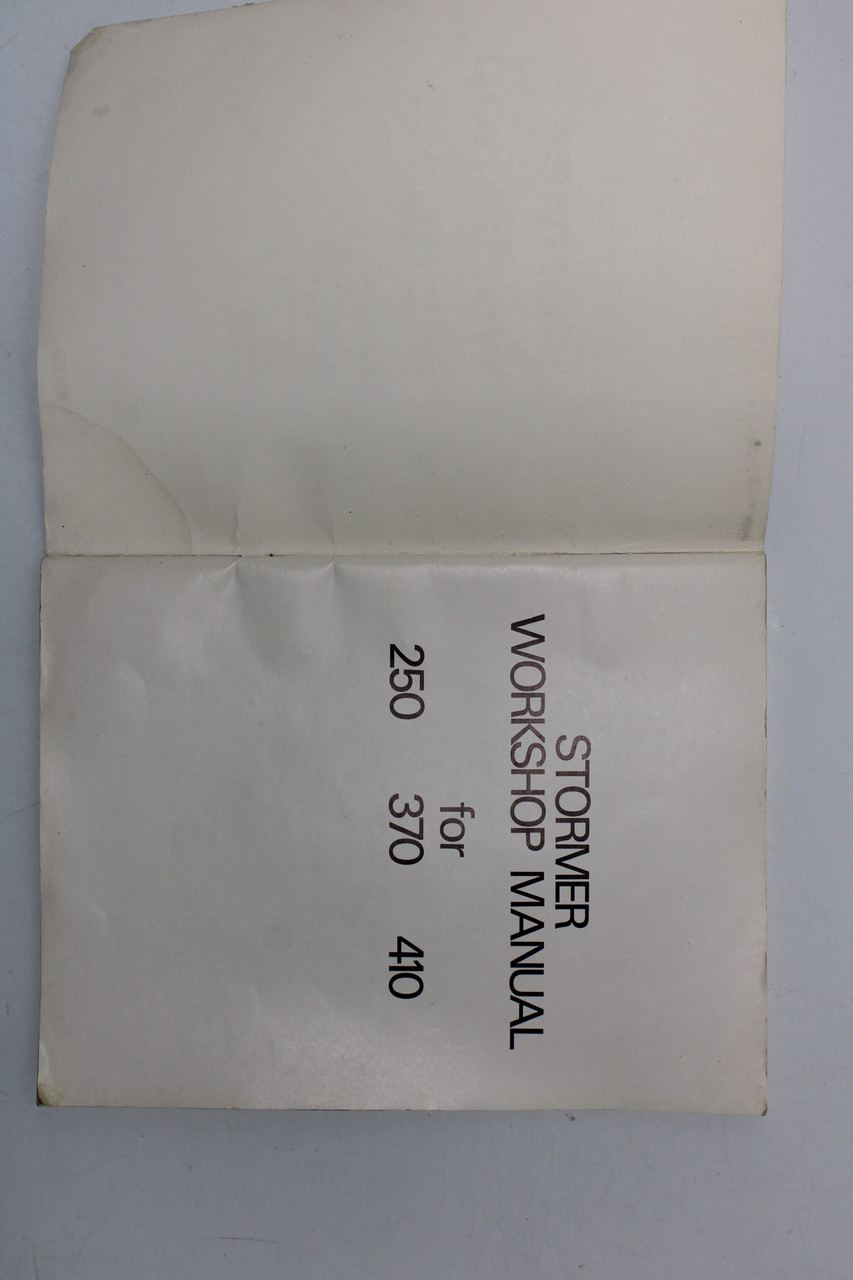 STORMER
WORKSHOP MANUAL
for
250 370 410